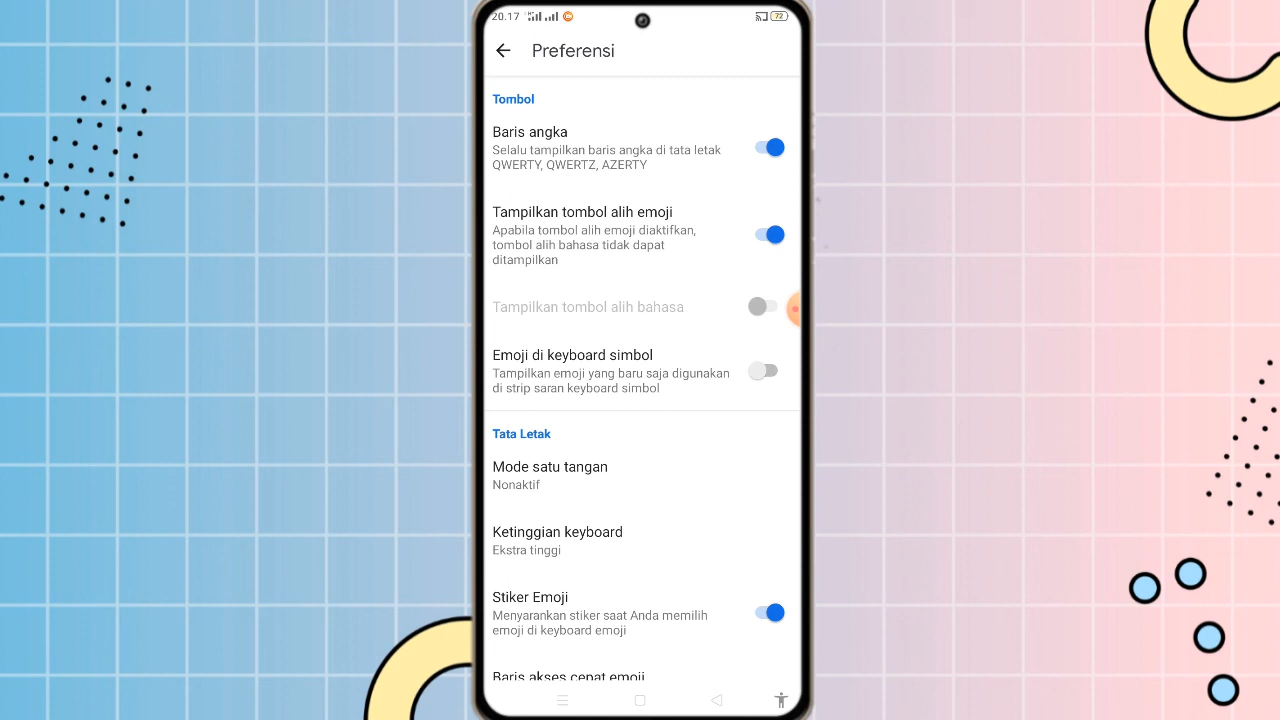 20.17
72
Preferensi
Tombol
Baris angka
Selalu tampilkan baris angka di tata letak
QWERTY, QWERTZ, AZERTY
Tampilkan tombol alih emoji
Apabila tombol alih emoji diaktifkan,
tombol alih bahasa tidak dapat
ditampilkan
Tampilkan tombol alih bahasa
Emoji di keyboard simbol
Tampilkan emoji yang baru saja digunakan
di strip saran keyboard simbol
Tata Letak
Mode satu tangan
Nonaktif
Ketinggian keyboard
Ekstra tinggi
Stiker Emoji
Menyarankan stiker saat Anda memilih
emoji di keyboard emoji
Baris akses cepat emoji